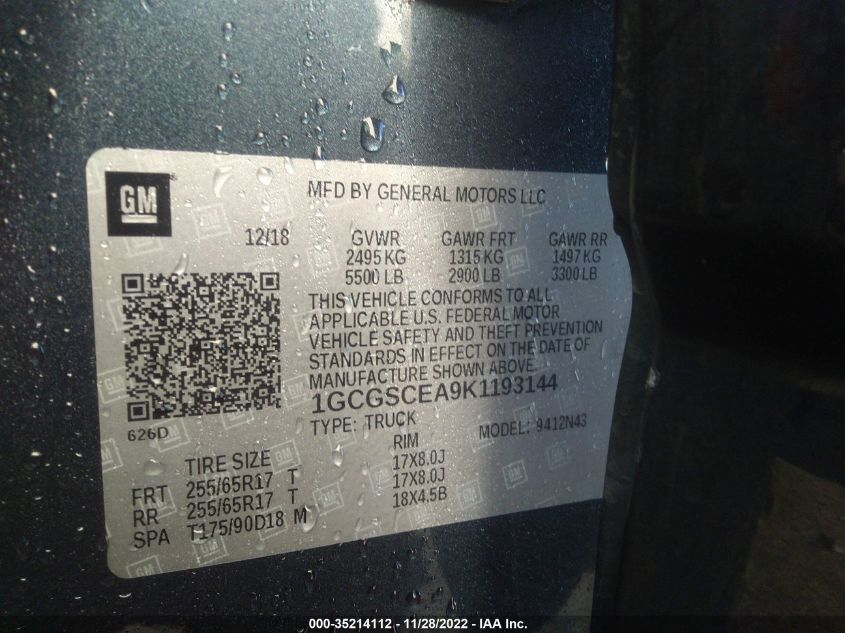 GM ®
MFD BY GENERAL MOTORS LLC
12/18 GVWR GAWR FRT GAWR RR
2495 KG 1315 KG 1497 KG
5500 LB 2900 LB 3300 LB
THIS VEHICLE CONFORMS TO ALL
APPLICABLE U.S. FEDERAL MOTOR
VEHICLE SAFETY AND THEFT PREVENTION
STANDARDS IN EFFECT ON THE DATE OF
MANUFACTURE SHOWN ABOVE.
1GCGSCEA9K1193144
626D
TYPE: TRUCK MODEL: 9412N43
TIRE SIZE RIM
FRT 255/65R17 T 17X8.0J
RR 255/65R17 T 17X8.0J
SPA T175/90D18 M 18X4.5B
000-35214112 - 11/28/2022 - IAA Inc.